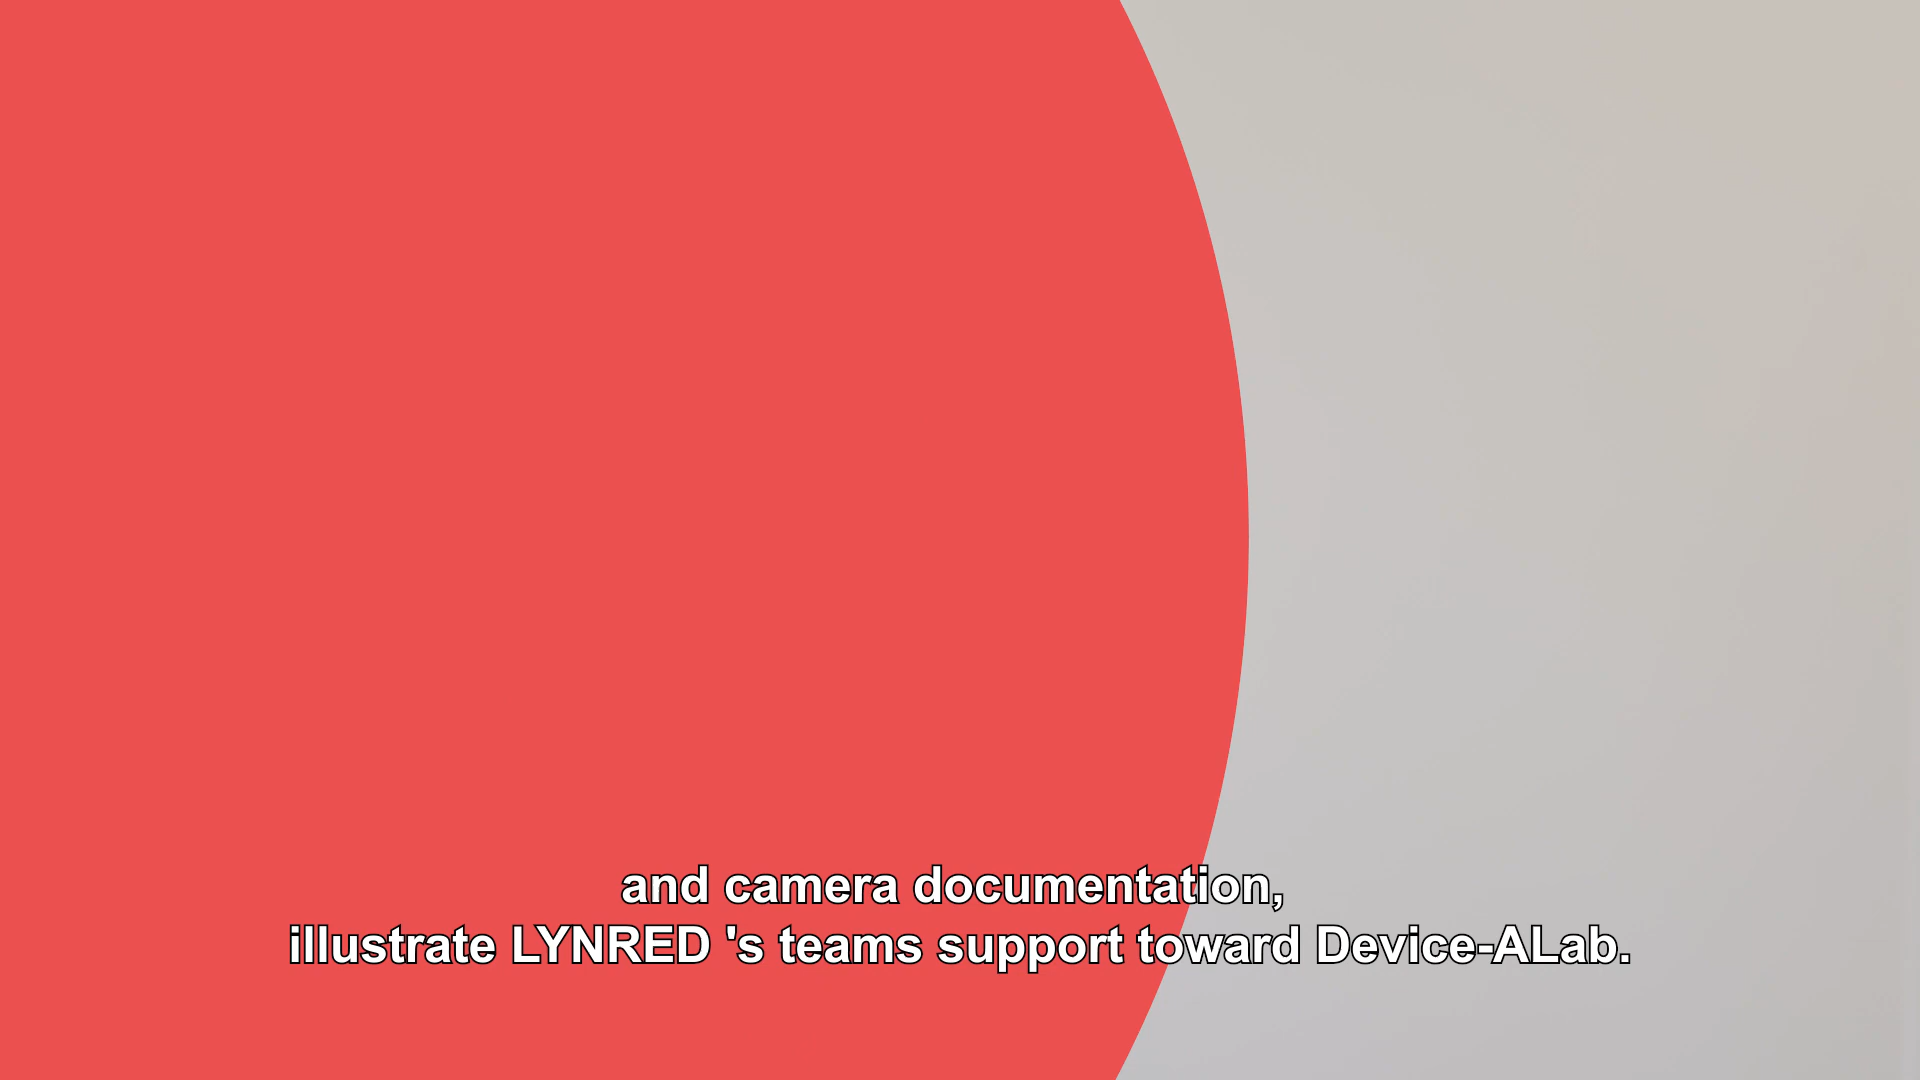 and camera documentation,
illustrate LYNRED 's teams support toward Device-ALab.